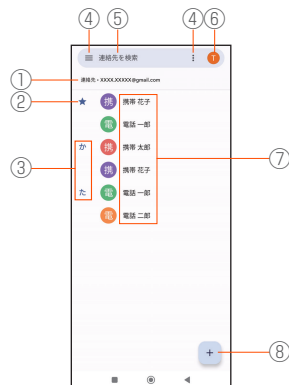 ④ ⑤ ④ ⑥
連絡先を検索 T
① 連絡先・XXXX.XXXXX@gmail.com
② ★ 携 携帯 花子
電 電話 一郎
③ か 携 携帯 太郎
⑦
携 携帯 花子
た 電 電話 一郎
電 電話 二郎
+ ⑧